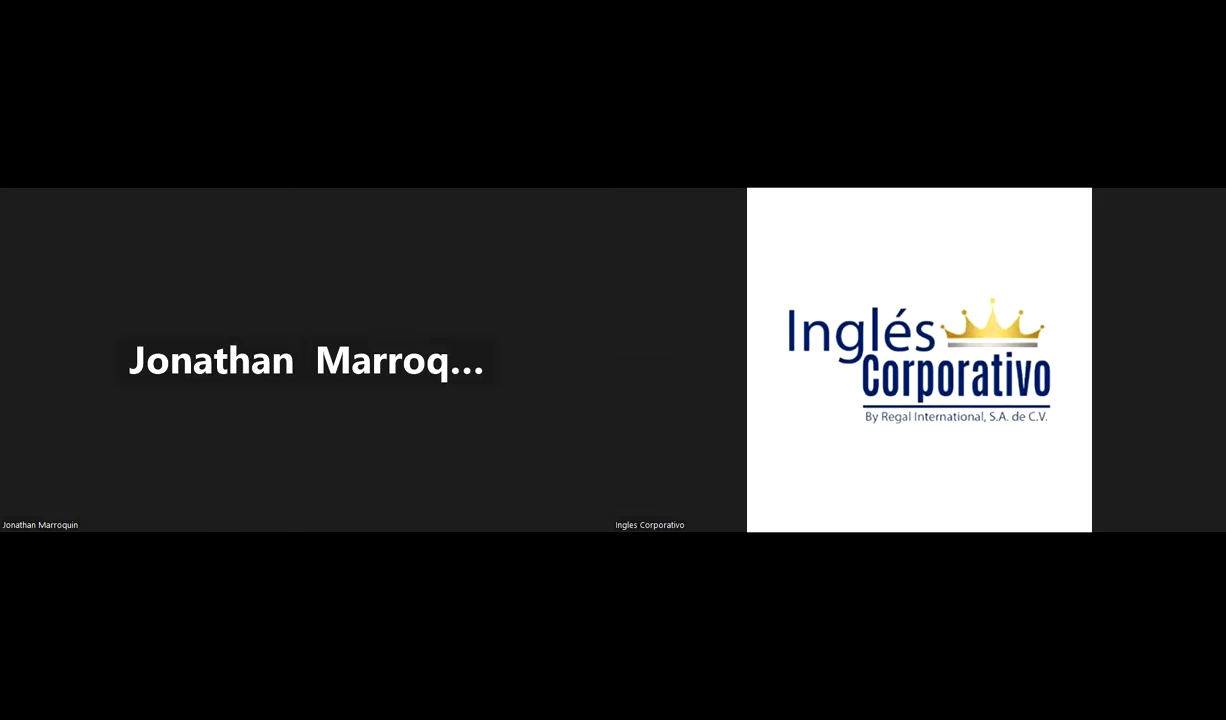 Jonathan Marroq...
Inglés
Corporativo
By Regal International, S.A. de C.V.
Jonathan Marroquin
Ingles Corporativo